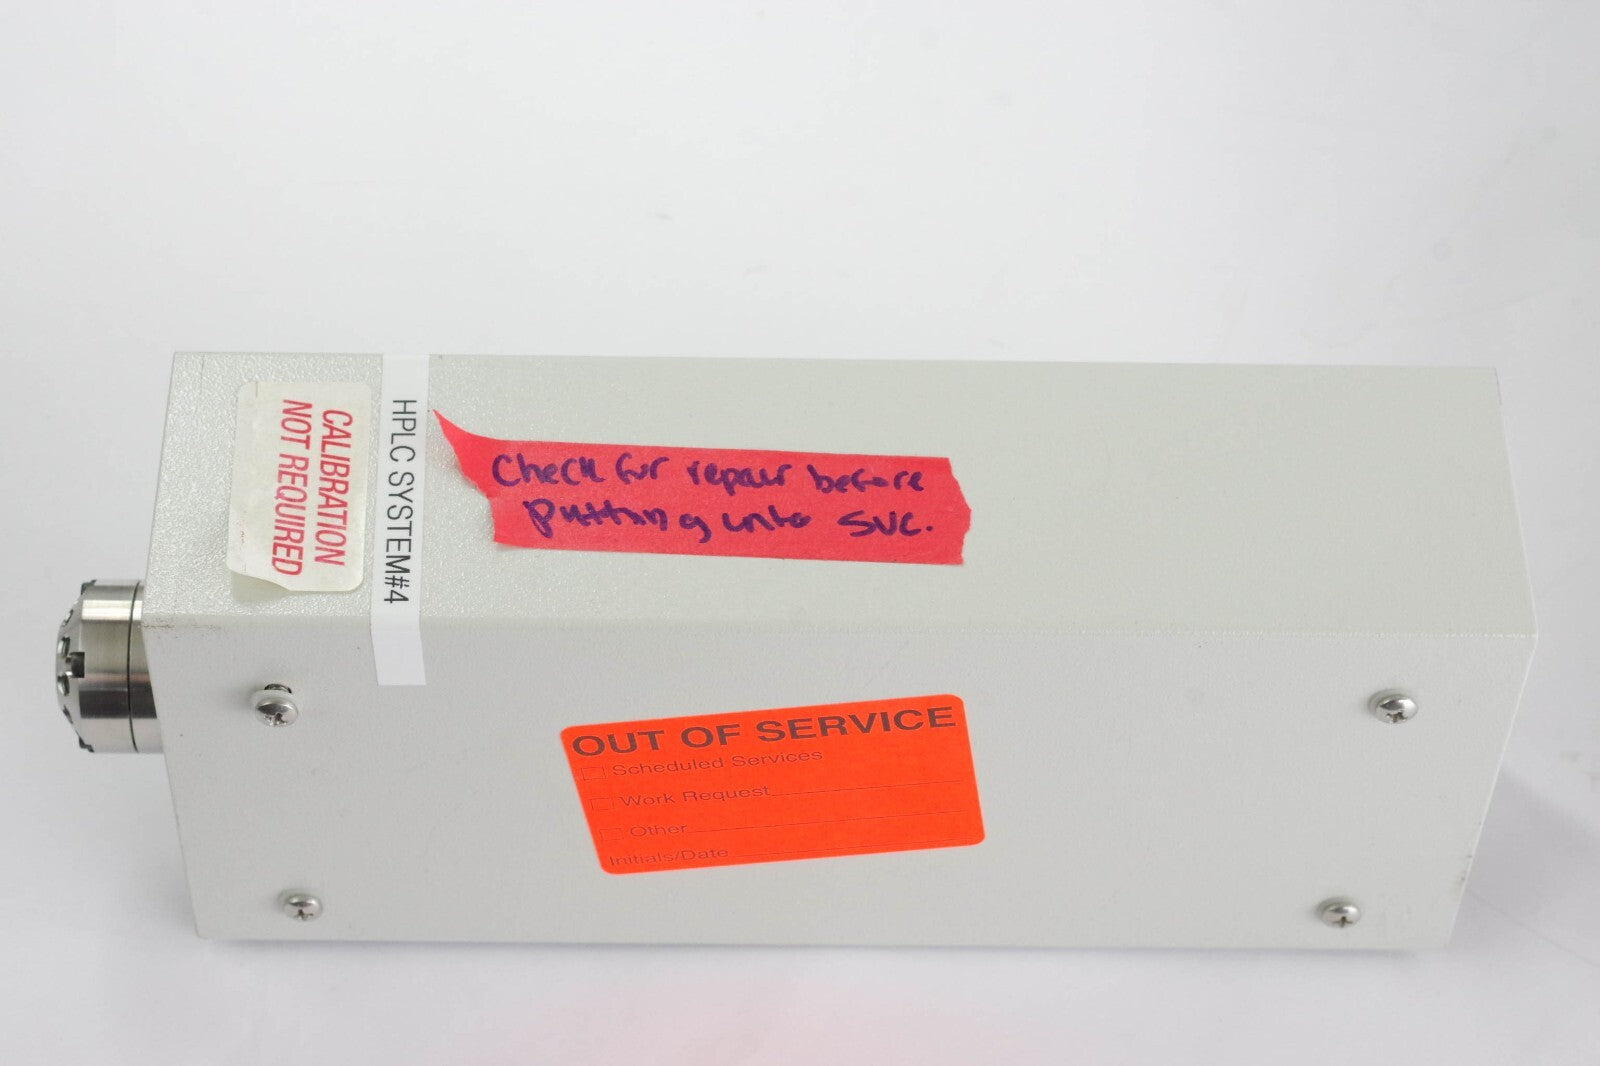 CALIBRATION
NOT REQUIRED
HPLC SYSTEM#4
Check for repair before
putting unto SVC.
OUT OF SERVICE
Scheduled Services
Work Request
Other
Initials/Date